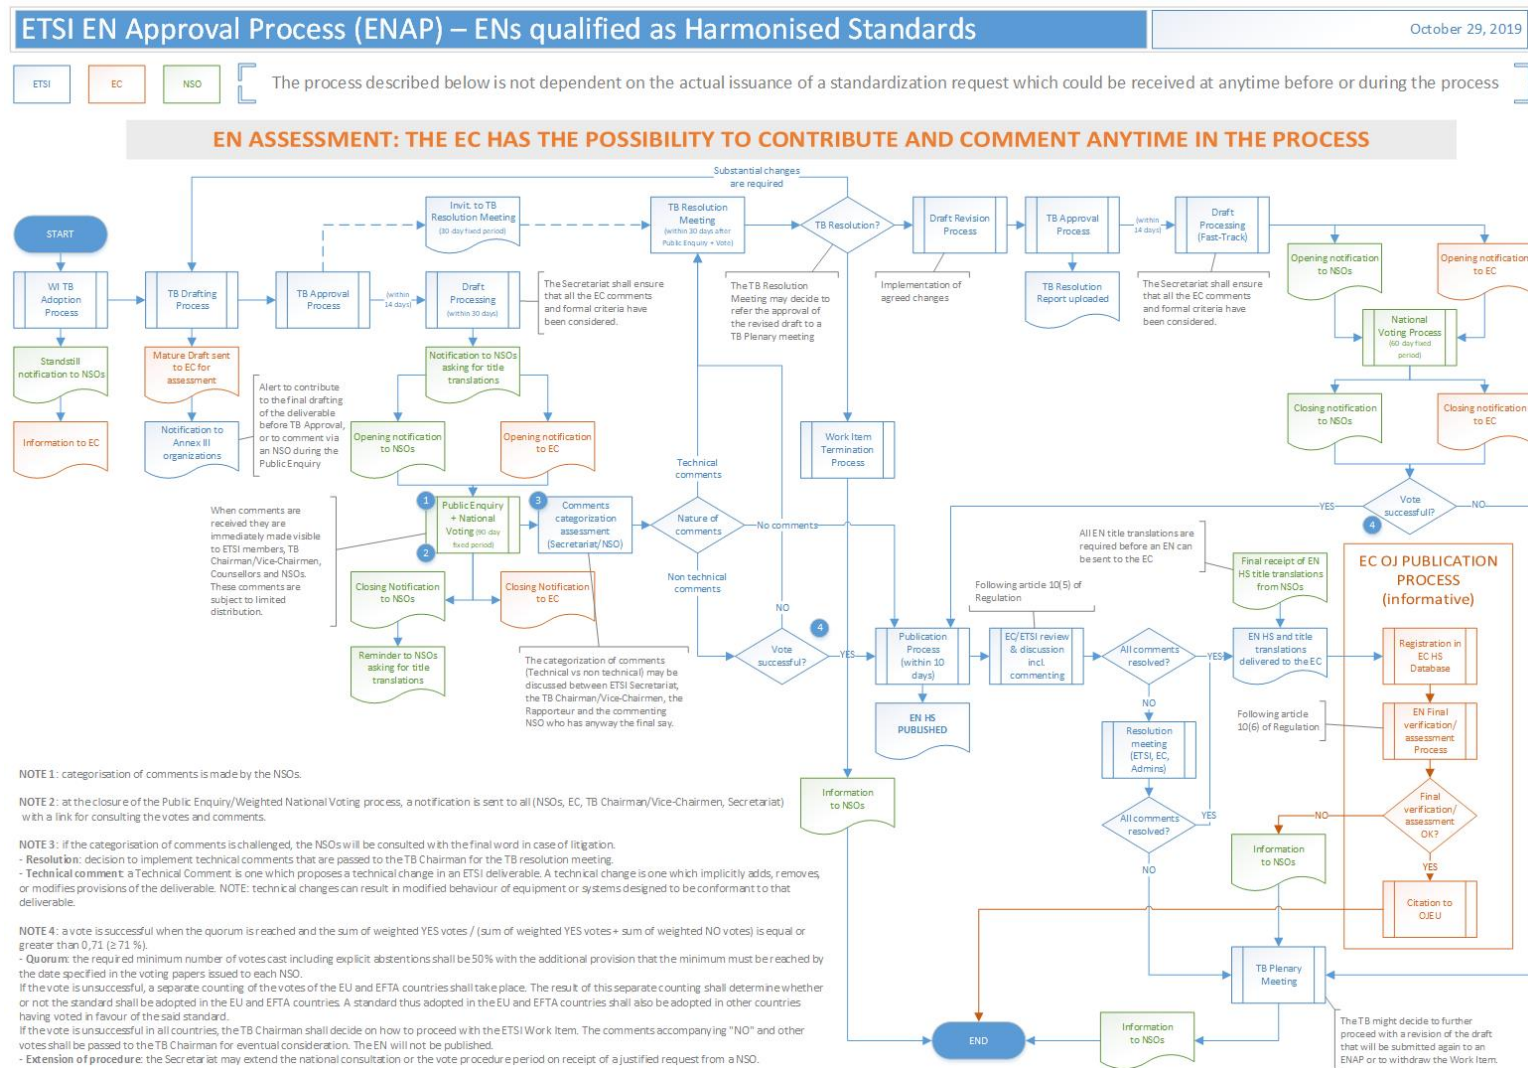 ETSI EN Approval Process (ENAP) – ENs qualified as Harmonised Standards
October 29, 2019
ETSI
EC
NSO
The process described below is not dependent on the actual issuance of a standardization request which could be received at anytime before or during the process
EN ASSESSMENT: THE EC HAS THE POSSIBILITY TO CONTRIBUTE AND COMMENT ANYTIME IN THE PROCESS
Substantial changes
are required
START
Invit. to TB
Resolution Meeting
(30 day fixed period)
TB Resolution
Meeting
(within 30 days after
Public Enquiry + Vote)
TB Resolution?
Draft Revision
Process
TB Approval
Process
(within
14 days)
Draft
Processing
(Fast-Track)
WI TB
Adoption
Process
TB Drafting
Process
TB Approval
Process
(within
14 days)
Draft
Processing
(within 30 days)
The Secretariat shall ensure
that all the EC comments
and formal criteria have
been considered.
The TB Resolution
Meeting may decide to
refer the approval of
the revised draft to a
TB Plenary meeting
Implementation of
agreed changes
TB Resolution
Report uploaded
The Secretariat shall ensure
that all the EC comments
and formal criteria have
been considered.
Opening notification
to NSOs
Opening notification
to EC
National
Voting Process
(60 day fixed
period)
Standstill
notification to NSOs
Mature Draft sent
to EC for
assessment
Notification to NSOs
asking for title
translations
Alert to contribute
to the final drafting
of the deliverable
before TB Approval,
or to comment via
an NSO during the
Public Enquiry
Information to EC
Notification to
Annex III
organizations
Opening notification
to NSOs
Opening notification
to EC
Work Item
Termination
Process
Closing notification
to NSOs
Closing notification
to EC
Technical
comments
When comments are
received they are
immediately made visible
to ETSI members, TB
Chairman/Vice-Chairmen,
Counsellors and NSOs.
These comments are
subject to limited
distribution.
1
Public Enquiry
+ National
Voting (90 day
fixed period)
2
3
Comments
categorization
assessment
(Secretariat/NSO)
Nature of
comments
No comments
YES
Vote
successful?
NO
4
All EN title translations are
required before an EN can
be sent to the EC
Final receipt of EN
HS title translations
from NSOs
EC OJ PUBLICATION
PROCESS
(informative)
Closing Notification
to NSOs
Closing Notification
to EC
Non technical
comments
NO
Following article 10(5) of
Regulation
Reminder to NSOs
asking for title
translations
The categorization of comments
(Technical vs non technical) may be
discussed between ETSI Secretariat,
the TB Chairman/Vice-Chairmen, the
Rapporteur and the commenting
NSO who has anyway the final say.
Vote
successful?
4
YES
Publication
Process
(within 10
days)
EC/ETSI review
& discussion
incl.
commenting
All comments
resolved?
YES
EN HS and title
translations
delivered to the EC
Registration in
EC HS
Database
EN HS
PUBLISHED
NO
Resolution
meeting
(ETSI, EC,
Admins)
Following article
10(6) of Regulation
EN Final
verification/
assessment
Process
All comments
resolved?
YES
NO
Final
verification/
assessment
OK?
NO
YES
Information
to NSOs
Information
to NSOs
Citation to
OJEU
TB Plenary
Meeting
The TB might decide to further
proceed with a revision of the draft
that will be submitted again to an
ENAP or to withdraw the Work Item.
Information
to NSOs
END
NOTE 1: categorisation of comments is made by the NSOs.
NOTE 2: at the closure of the Public Enquiry/Weighted National Voting process, a notification is sent to all (NSOs, EC, TB Chairman/Vice-Chairmen, Secretariat)
with a link for consulting the votes and comments.
NOTE 3: if the categorisation of comments is challenged, the NSOs will be consulted with the final word in case of litigation.
- Resolution: decision to implement technical comments that are passed to the TB Chairman for the TB resolution meeting.
- Technical comment: a Technical Comment is one which proposes a technical change in an ETSI deliverable. A technical change is one which implicitly adds, removes,
or modifies provisions of the deliverable. NOTE: technical changes can result in modified behaviour of equipment or systems designed to be conformant to that
deliverable.
NOTE 4: a vote is successful when the quorum is reached and the sum of weighted YES votes / (sum of weighted YES votes + sum of weighted NO votes) is equal or
greater than 0,71 (≥ 71 %).
- Quorum: the required minimum number of votes cast including explicit abstentions shall be 50% with the additional provision that the minimum must be reached by
the date specified in the voting papers issued to each NSO.
If the vote is unsuccessful, a separate counting of the votes of the EU and EFTA countries shall take place. The result of this separate counting shall determine whether
or not the standard shall be adopted in the EU and EFTA countries. A standard thus adopted in the EU and EFTA countries shall also be adopted in other countries
having voted in favour of the said standard.
If the vote is unsuccessful in all countries, the TB Chairman shall decide on how to proceed with the ETSI Work Item. The comments accompanying "NO" and other
votes shall be passed to the TB Chairman for eventual consideration. The EN will not be published.
- Extension of procedure: the Secretariat may extend the national consultation or the vote procedure period on receipt of a justified request from a NSO.